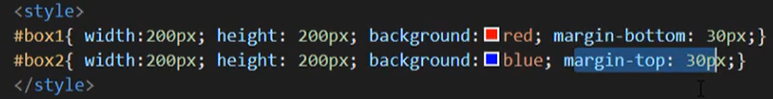 <style>
#box1{ width:200px; height: 200px; background:red; margin-bottom: 30px;}
#box2{ width:200px; height: 200px; background:blue; margin-top: 30px;}
</style>